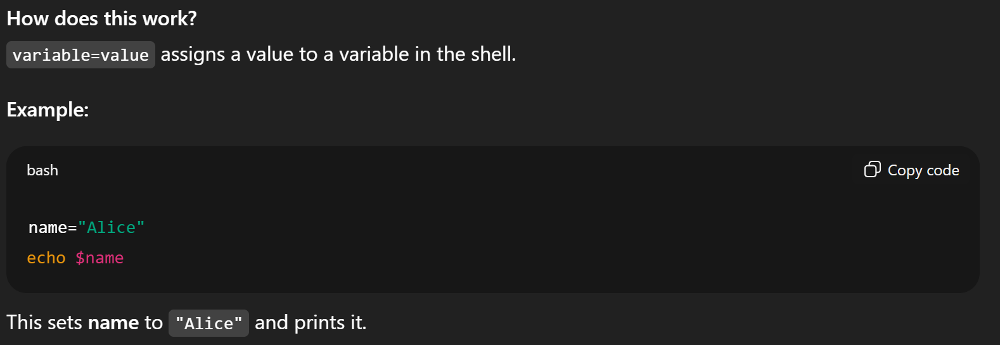 How does this work?
variable=value assigns a value to a variable in the shell.
Example:
bash
Copy code
name="Alice"
echo $name
This sets name to "Alice" and prints it.